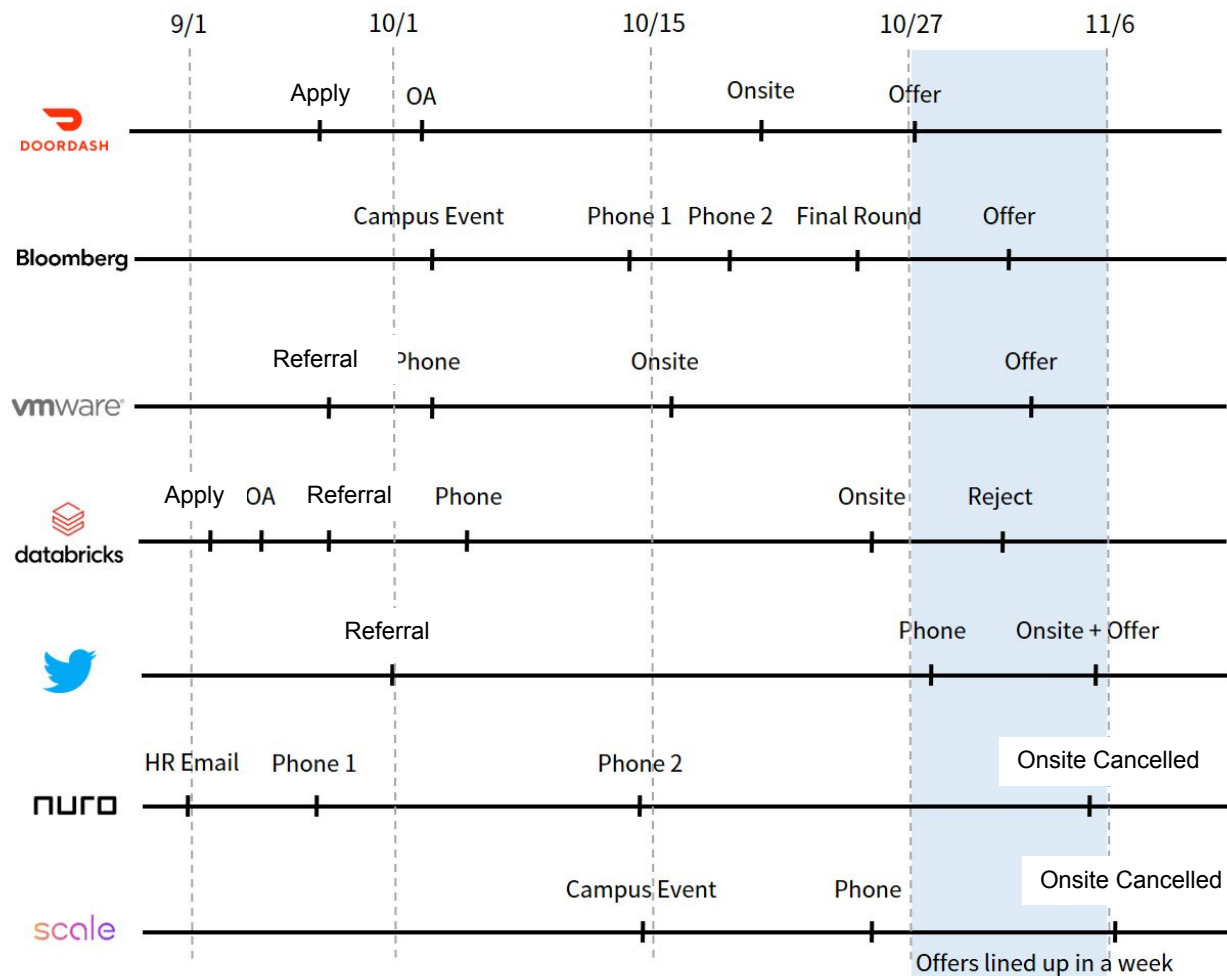 9/1 10/1 10/15 10/27 11/6
Apply OA Onsite Offer
DOORDASH
Campus Event Phone 1 Phone 2 Final Round Offer
Bloomberg
Referral Phone Onsite Offer
vmware®
Apply OA Referral Phone Onsite Reject
databricks
Referral Phone Onsite + Offer
HR Email Phone 1 Phone 2 Onsite Cancelled
nuro
Campus Event Phone Onsite Cancelled
scale
Offers lined up in a week